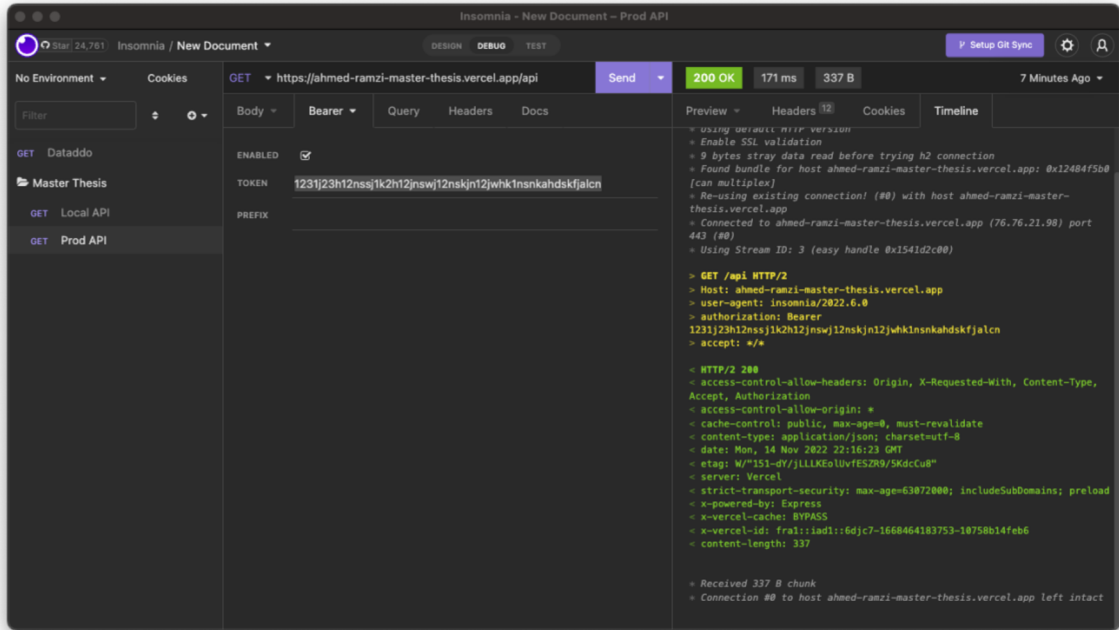 Insomnia - New Document – Prod API
Star 24,761 Insomnia / New Document
DESIGN DEBUG TEST
Setup Git Sync
No Environment Cookies
Filter
GET Dataddo
Master Thesis
GET Local API
GET Prod API
GET https://ahmed-ramzi-master-thesis.vercel.app/api Send
Body Bearer Query Headers Docs
ENABLED
TOKEN 1231j23h12nssj1k2h12jnswj12nskjn12jwhk1nsnkahdskfjalcn
PREFIX
200 OK 171 ms 337 B 7 Minutes Ago
Preview Headers 12 Cookies Timeline
* Using default HTTP version
* Enable SSL validation
* 9 bytes stray data read before trying h2 connection
* Found bundle for host ahmed-ramzi-master-thesis.vercel.app: 0x12484f5b0
[can multiplex]
* Re-using existing connection! (#0) with host ahmed-ramzi-master-
thesis.vercel.app
* Connected to ahmed-ramzi-master-thesis.vercel.app (76.76.21.98) port
443 (#0)
* Using Stream ID: 3 (easy handle 0x1541d2c00)
> GET /api HTTP/2
> Host: ahmed-ramzi-master-thesis.vercel.app
> user-agent: insomnia/2022.6.0
> authorization: Bearer
1231j23h12nssj1k2h12jnswj12nskjn12jwhk1nsnkahdskfjalcn
> accept: */*
< HTTP/2 200
< access-control-allow-headers: Origin, X-Requested-With, Content-Type,
Accept, Authorization
< access-control-allow-origin: *
< cache-control: public, max-age=0, must-revalidate
< content-type: application/json; charset=utf-8
< date: Mon, 14 Nov 2022 22:16:23 GMT
< etag: W/"151-dY/jLLLKEolUvfESZR9/5KdcCu8"
< server: Vercel
< strict-transport-security: max-age=63072000; includeSubDomains; preload
< x-powered-by: Express
< x-vercel-cache: BYPASS
< x-vercel-id: fra1::iad1::6djc7-1668464183753-10758b14feb6
< content-length: 337
* Received 337 B chunk
* Connection #0 to host ahmed-ramzi-master-thesis.vercel.app left intact